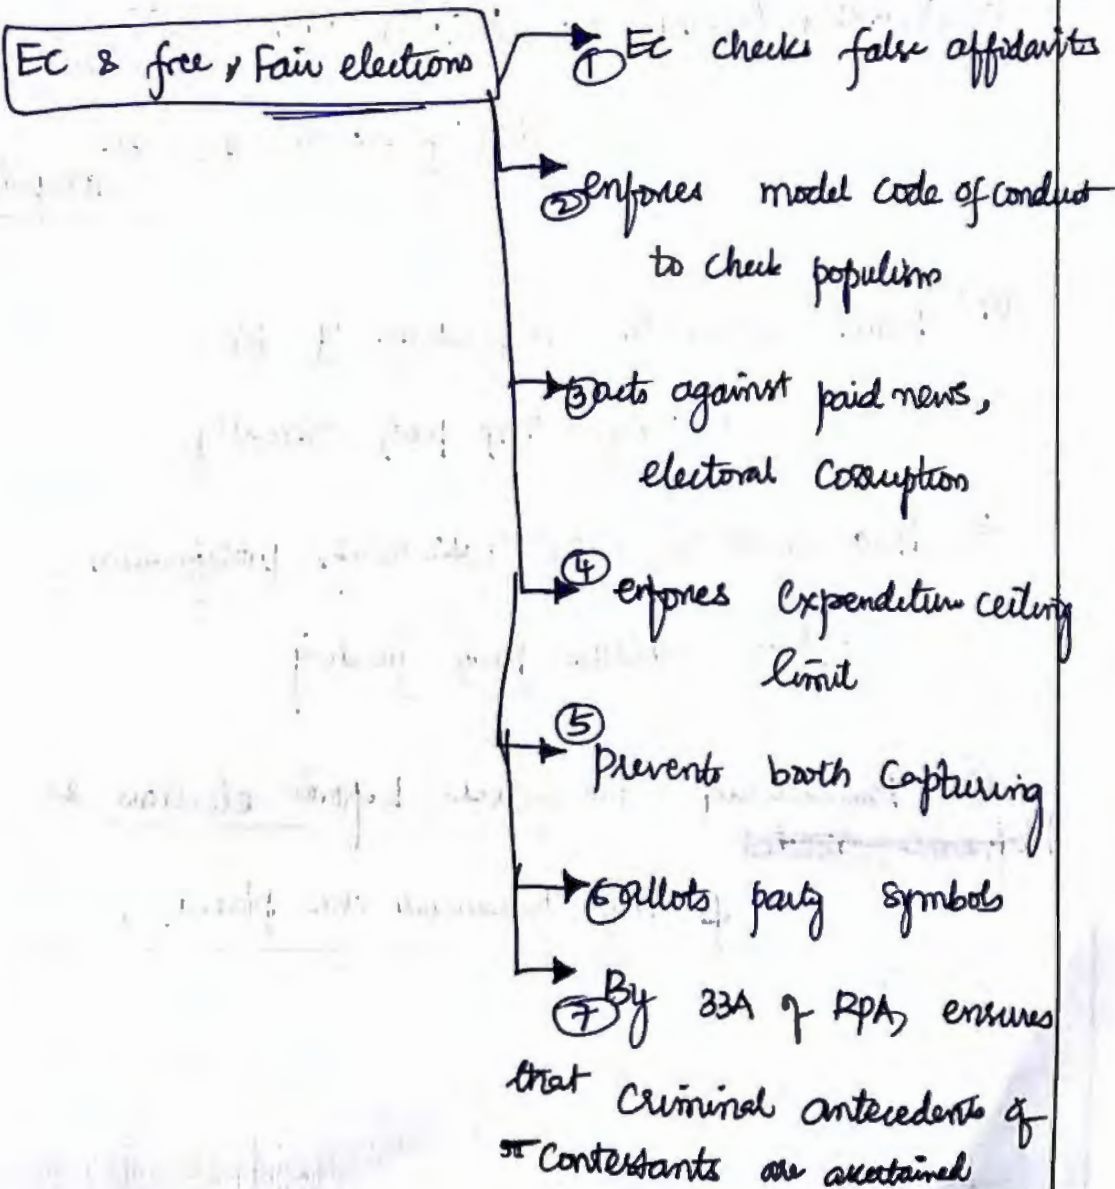 EC & free, Fair elections
① EC checks false affidavits
② enforces model code of conduct
to check populism
③ acts against paid news,
electoral corruption
④ enforces expenditure ceiling
limit
⑤ prevents booth capturing
⑥ allots party symbols
⑦ By 33A of RPA, ensures
that criminal antecedents of
contestants are ascertained